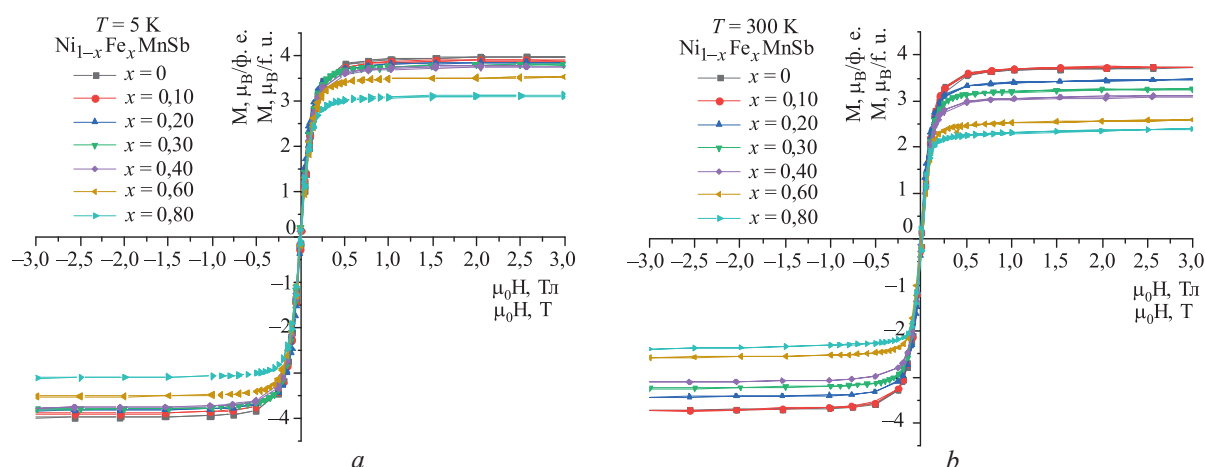 T = 5 K
Ni1–xFexMnSb
x = 0
x = 0,10
x = 0,20
x = 0,30
x = 0,40
x = 0,60
x = 0,80
M, μB/ф. е.
M, μB/f. u.
4
3
2
1
0
–1
–2
–3
–4
–3,0 –2,5 –2,0 –1,5 –1,0 –0,5 0,5 1,0 1,5 2,0 2,5 3,0
μ0H, Тл
μ0H, T
a
T = 300 K
Ni1–xFexMnSb
x = 0
x = 0,10
x = 0,20
x = 0,30
x = 0,40
x = 0,60
x = 0,80
M, μB/ф. е.
M, μB/f. u.
4
3
2
1
0
–1
–2
–3
–4
–3,0 –2,5 –2,0 –1,5 –1,0 –0,5 0,5 1,0 1,5 2,0 2,5 3,0
μ0H, Тл
μ0H, T
b